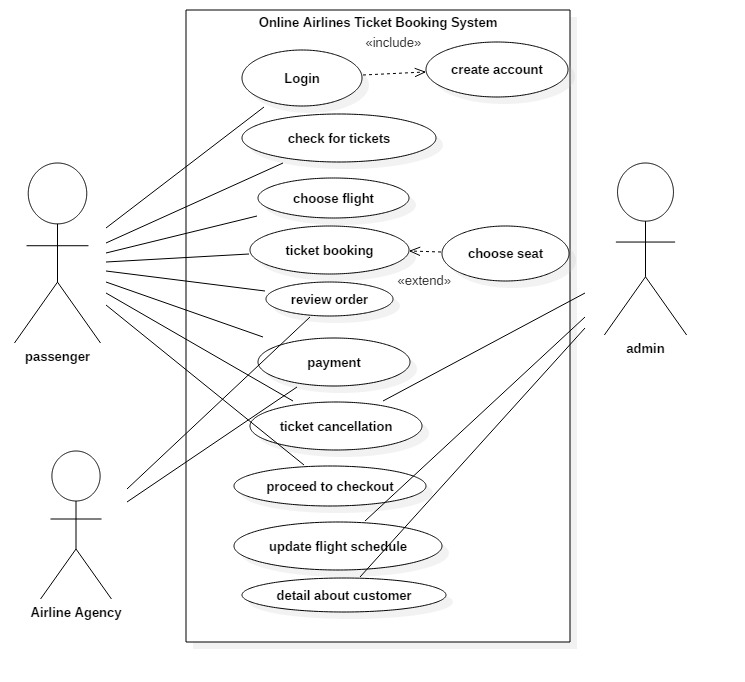 Online Airlines Ticket Booking System
«include»
Login
create account
check for tickets
choose flight
ticket booking
choose seat
«extend»
review order
passenger
admin
payment
ticket cancellation
proceed to checkout
update flight schedule
detail about customer
Airline Agency